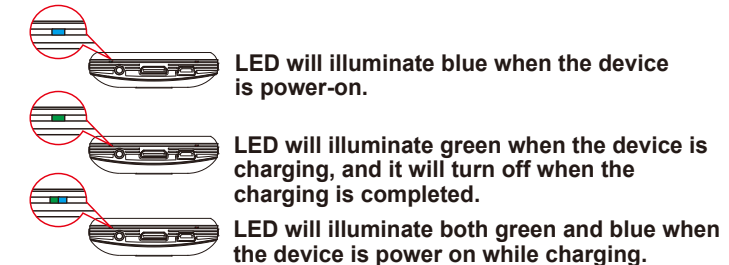 LED will illuminate blue when the device
is power-on.
LED will illuminate green when the device is
charging, and it will turn off when the
charging is completed.
LED will illuminate both green and blue when
the device is power on while charging.